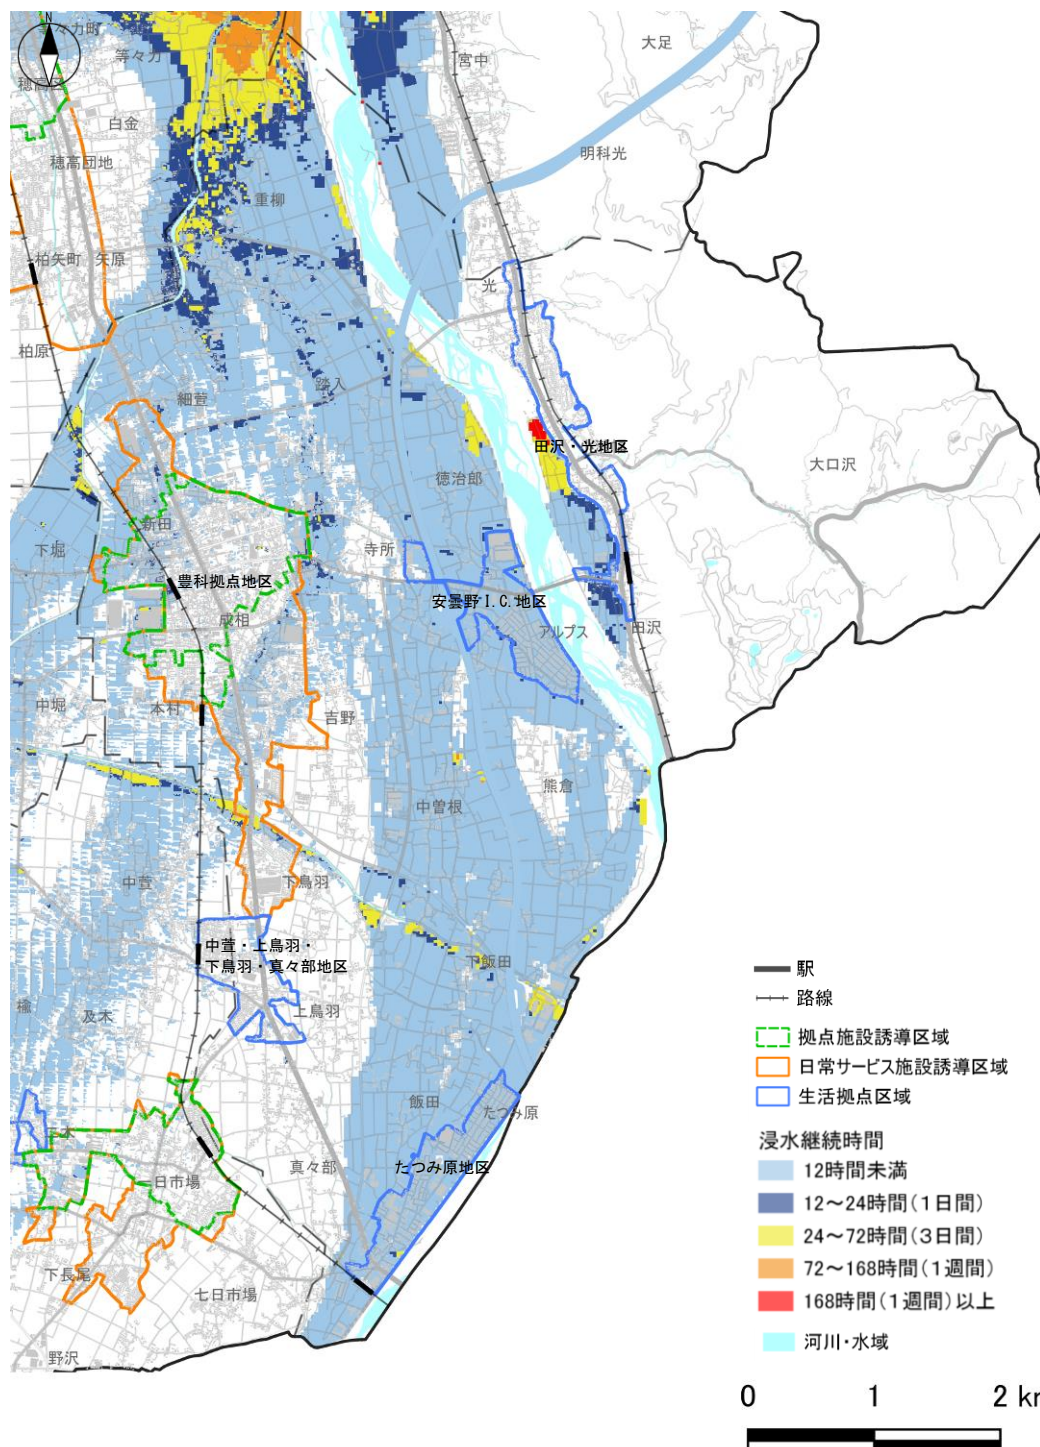 N
々力町
等々力
穂高区
白金
穂高団地
宮中
大足
明科光
重柳
柏矢町
矢原
光
柏原
細萱
踏入
田沢・光地区
大口沢
徳治郎
新田
下堀
寺所
豊科拠点地区
安曇野I.C.地区
成相
アルプス
田沢
中堀
本村
吉野
熊倉
中曽根
中萱
下鳥羽
中萱・上鳥羽・
下鳥羽・真々部地区
下飯田
楡
及木
上鳥羽
飯田
たつみ原
真々部
たつみ原地区
一日市場
下長尾
七日市場
野沢
駅
路線
拠点施設誘導区域
日常サービス施設誘導区域
生活拠点区域
浸水継続時間
12時間未満
12～24時間(1日間)
24～72時間(3日間)
72～168時間(1週間)
168時間(1週間)以上
河川・水域
0 1 2 km